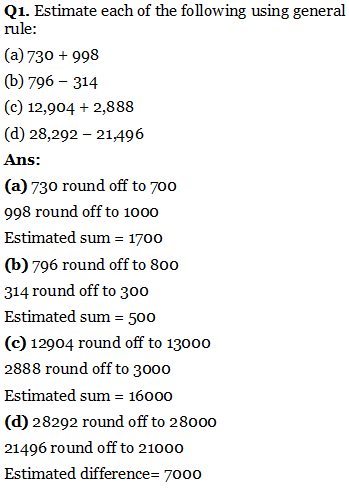 Q1. Estimate each of the following using general
rule:
(a) 730 + 998
(b) 796 – 314
(c) 12,904 + 2,888
(d) 28,292 – 21,496
Ans:
(a) 730 round off to 700
998 round off to 1000
Estimated sum = 1700
(b) 796 round off to 800
314 round off to 300
Estimated sum = 500
(c) 12904 round off to 13000
2888 round off to 3000
Estimated sum = 16000
(d) 28292 round off to 28000
21496 round off to 21000
Estimated difference= 7000